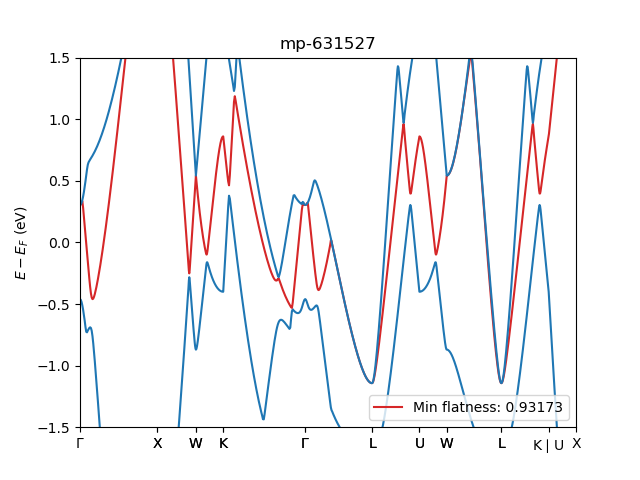 mp-631527
E − E_F (eV)
1.5
1.0
0.5
0.0
−0.5
−1.0
−1.5
Min flatness: 0.93173
Γ X W K Γ L U W L K | U X